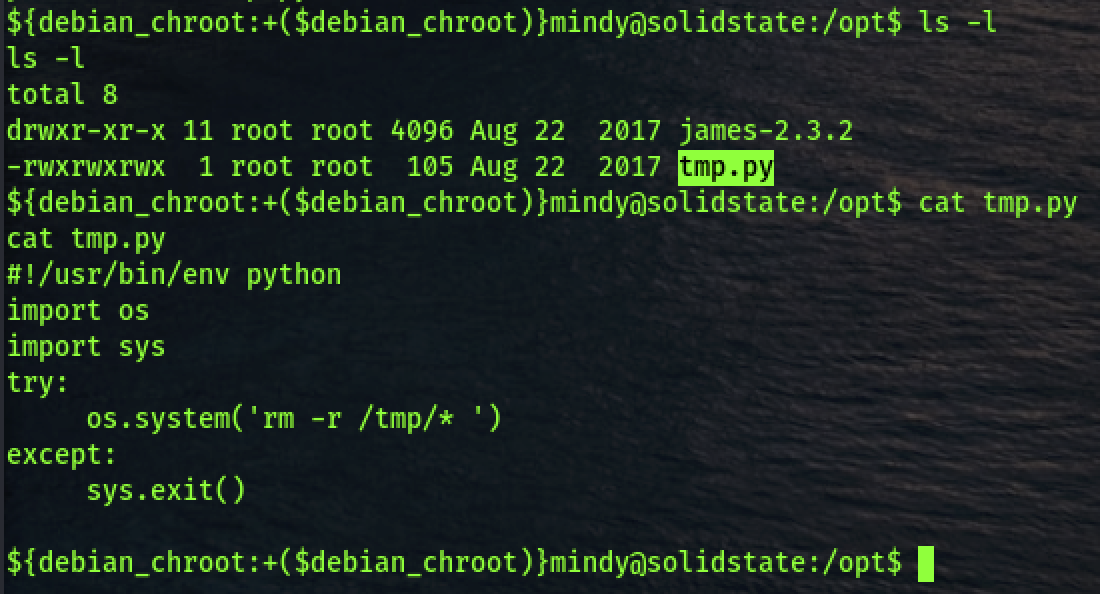 ${debian_chroot:+($debian_chroot)}mindy@solidstate:/opt$ ls -l
ls -l
total 8
drwxr-xr-x 11 root root 4096 Aug 22  2017 james-2.3.2
-rwxrwxrwx  1 root root  105 Aug 22  2017 tmp.py
${debian_chroot:+($debian_chroot)}mindy@solidstate:/opt$ cat tmp.py
cat tmp.py
#!/usr/bin/env python
import os
import sys
try:
     os.system('rm -r /tmp/* ')
except:
     sys.exit()
${debian_chroot:+($debian_chroot)}mindy@solidstate:/opt$